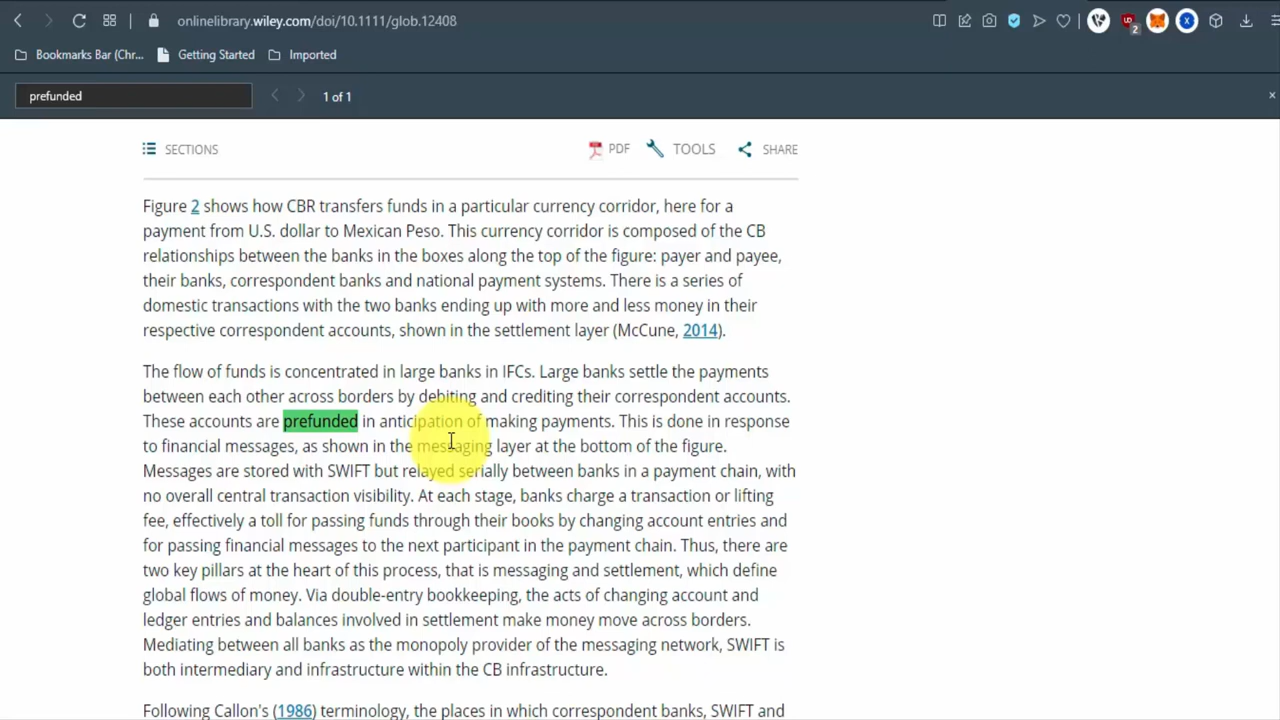 onlinelibrary.wiley.com/doi/10.1111/glob.12408
2
Bookmarks Bar (Chr... Getting Started Imported
prefunded 1 of 1
SECTIONS PDF TOOLS SHARE
Figure 2 shows how CBR transfers funds in a particular currency corridor, here for a
payment from U.S. dollar to Mexican Peso. This currency corridor is composed of the CB
relationships between the banks in the boxes along the top of the figure: payer and payee,
their banks, correspondent banks and national payment systems. There is a series of
domestic transactions with the two banks ending up with more and less money in their
respective correspondent accounts, shown in the settlement layer (McCune, 2014).
The flow of funds is concentrated in large banks in IFCs. Large banks settle the payments
between each other across borders by debiting and crediting their correspondent accounts.
These accounts are prefunded in anticipation of making payments. This is done in response
to financial messages, as shown in the messaging layer at the bottom of the figure.
Messages are stored with SWIFT but relayed serially between banks in a payment chain, with
no overall central transaction visibility. At each stage, banks charge a transaction or lifting
fee, effectively a toll for passing funds through their books by changing account entries and
for passing financial messages to the next participant in the payment chain. Thus, there are
two key pillars at the heart of this process, that is messaging and settlement, which define
global flows of money. Via double-entry bookkeeping, the acts of changing account and
ledger entries and balances involved in settlement make money move across borders.
Mediating between all banks as the monopoly provider of the messaging network, SWIFT is
both intermediary and infrastructure within the CB infrastructure.
Following Callon's (1986) terminology, the places in which correspondent banks, SWIFT and